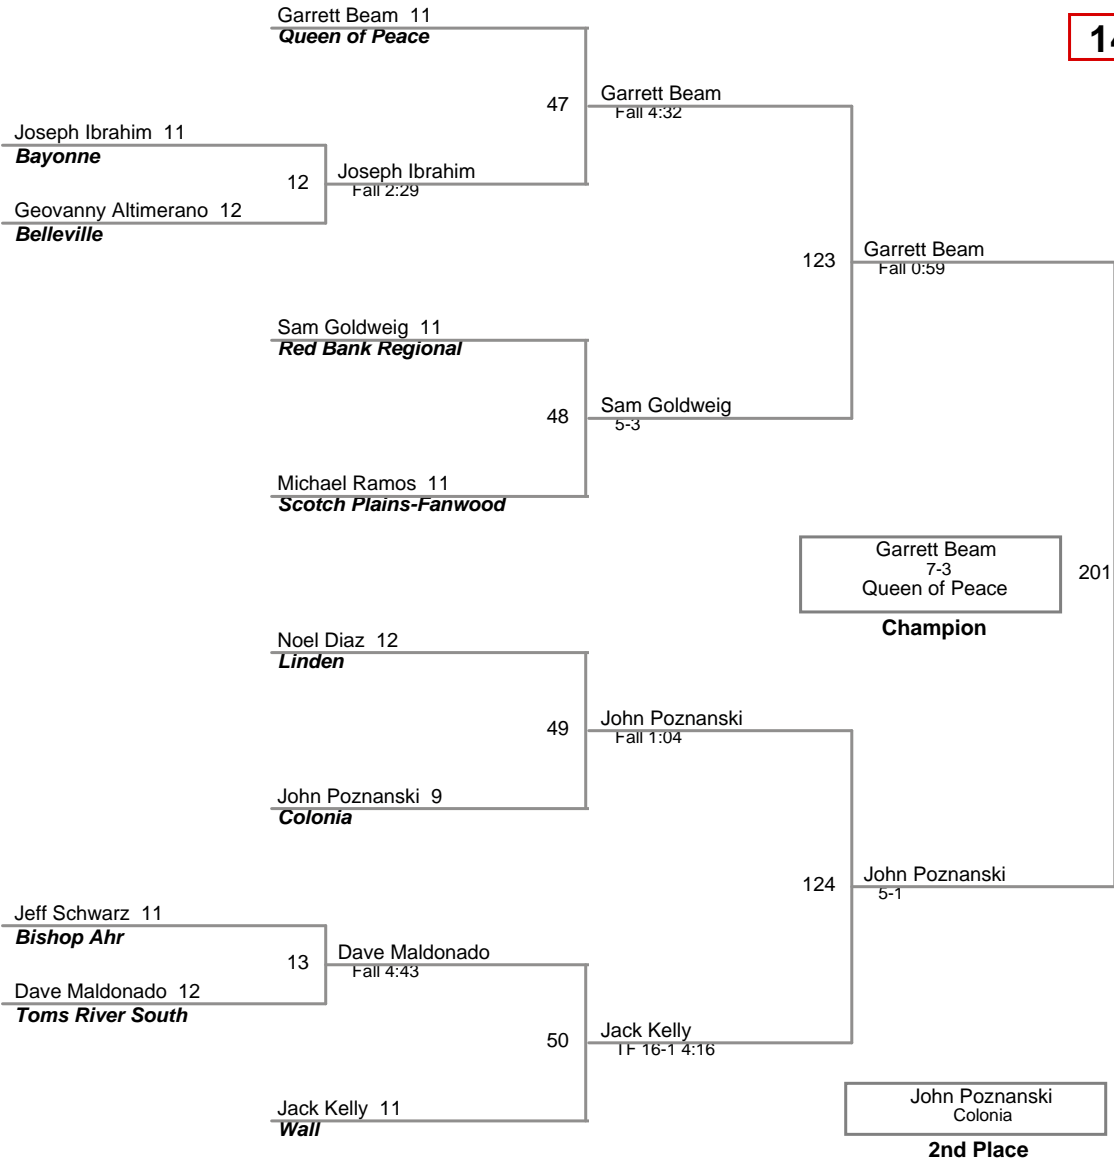 Garrett Beam 11
Queen of Peace
47
Garrett Beam
Fall 4:32
Joseph Ibrahim 11
Bayonne
12
Joseph Ibrahim
Fall 2:29
Geovanny Altimerano 12
Belleville
123
Garrett Beam
Fall 0:59
Sam Goldweig 11
Red Bank Regional
48
Sam Goldweig
5-3
Michael Ramos 11
Scotch Plains-Fanwood
Garrett Beam
7-3
Queen of Peace
201
Champion
Noel Diaz 12
Linden
49
John Poznanski
Fall 1:04
John Poznanski 9
Colonia
124
John Poznanski
5-1
Jeff Schwarz 11
Bishop Ahr
13
Dave Maldonado
Fall 4:43
Dave Maldonado 12
Toms River South
50
Jack Kelly
TF 16-1 4:16
Jack Kelly 11
Wall
John Poznanski
Colonia
2nd Place